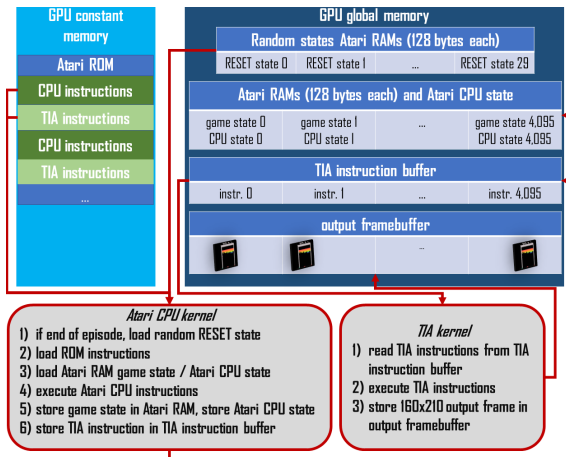 GPU constant
memory
Atari ROM
CPU instructions
TIA instructions
CPU instructions
TIA instructions
...
GPU global memory
Random states Atari RAMs (128 bytes each)
RESET state 0 RESET state 1 ... RESET state 29
Atari RAMs (128 bytes each) and Atari CPU state
game state 0 game state 1 ... game state 4,095
CPU state 0 CPU state 1 CPU state 4,095
TIA instruction buffer
instr. 0 instr. 1 ... instr. 4,095
output framebuffer
...
Atari CPU kernel
1) if end of episode, load random RESET state
2) load ROM instructions
3) load Atari RAM game state / Atari CPU state
4) execute Atari CPU instructions
5) store game state in Atari RAM, store Atari CPU state
6) store TIA instruction in TIA instruction buffer
TIA kernel
1) read TIA instructions from TIA
instruction buffer
2) execute TIA instructions
3) store 160x210 output frame in
output framebuffer